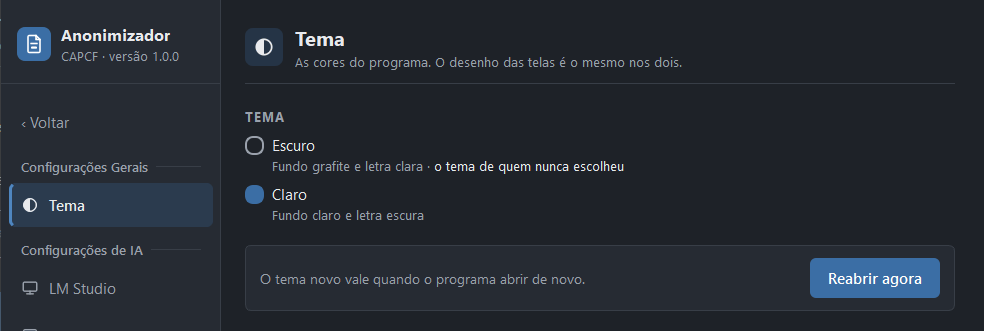 Anonimizador
CAPCF · versão 1.0.0
‹ Voltar
Configurações Gerais
Tema
Configurações de IA
LM Studio
Tema
As cores do programa. O desenho das telas é o mesmo nos dois.
TEMA
Escuro
Fundo grafite e letra clara · o tema de quem nunca escolheu
Claro
Fundo claro e letra escura
O tema novo vale quando o programa abrir de novo.
Reabrir agora